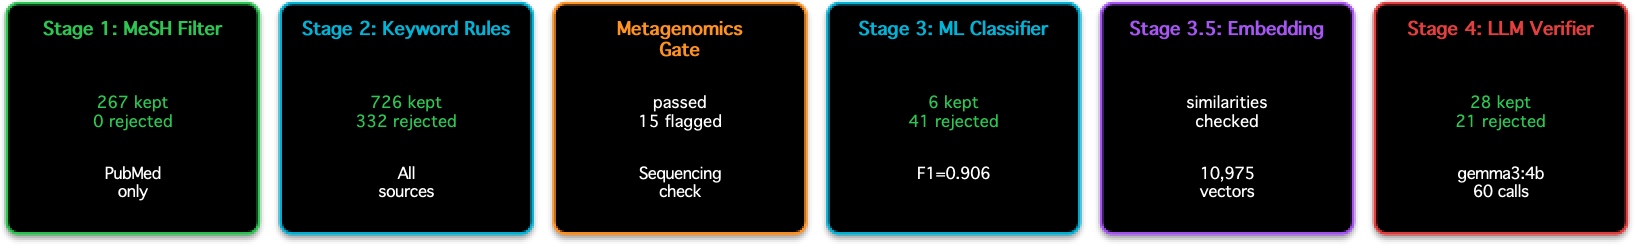 Stage 1: MeSH Filter
267 kept
0 rejected
PubMed
only
Stage 2: Keyword Rules
726 kept
332 rejected
All
sources
Metagenomics
Gate
passed
15 flagged
Sequencing
check
Stage 3: ML Classifier
6 kept
41 rejected
F1=0.906
Stage 3.5: Embedding
similarities
checked
10,975
vectors
Stage 4: LLM Verifier
28 kept
21 rejected
gemma3:4b
60 calls